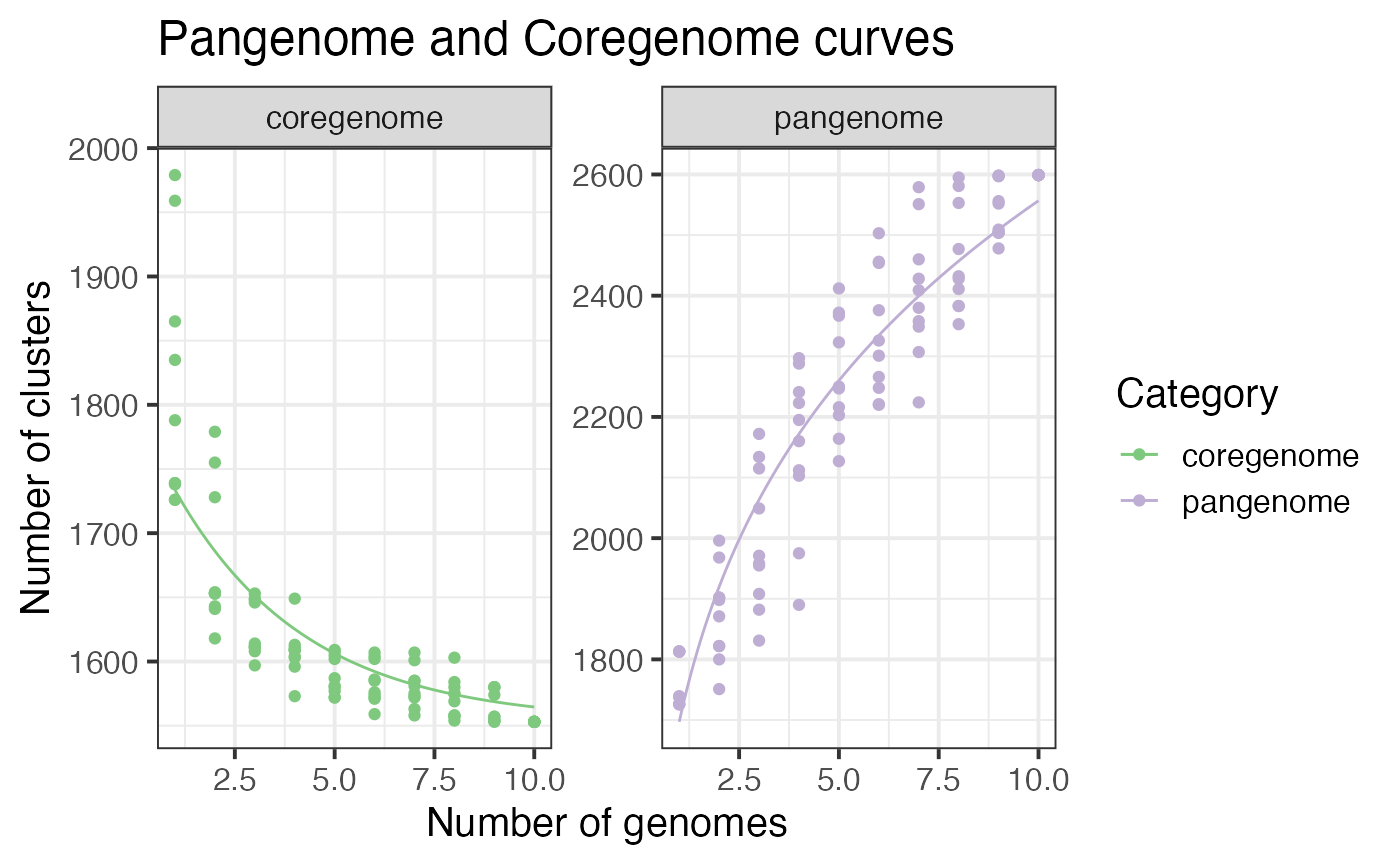 Pangenome and Coregenome curves
coregenome
pangenome
Number of clusters
2000
1900
1800
1700
1600
2600
2400
2200
2000
1800
2.5 5.0 7.5 10.0
2.5 5.0 7.5 10.0
Number of genomes
Category
coregenome
pangenome